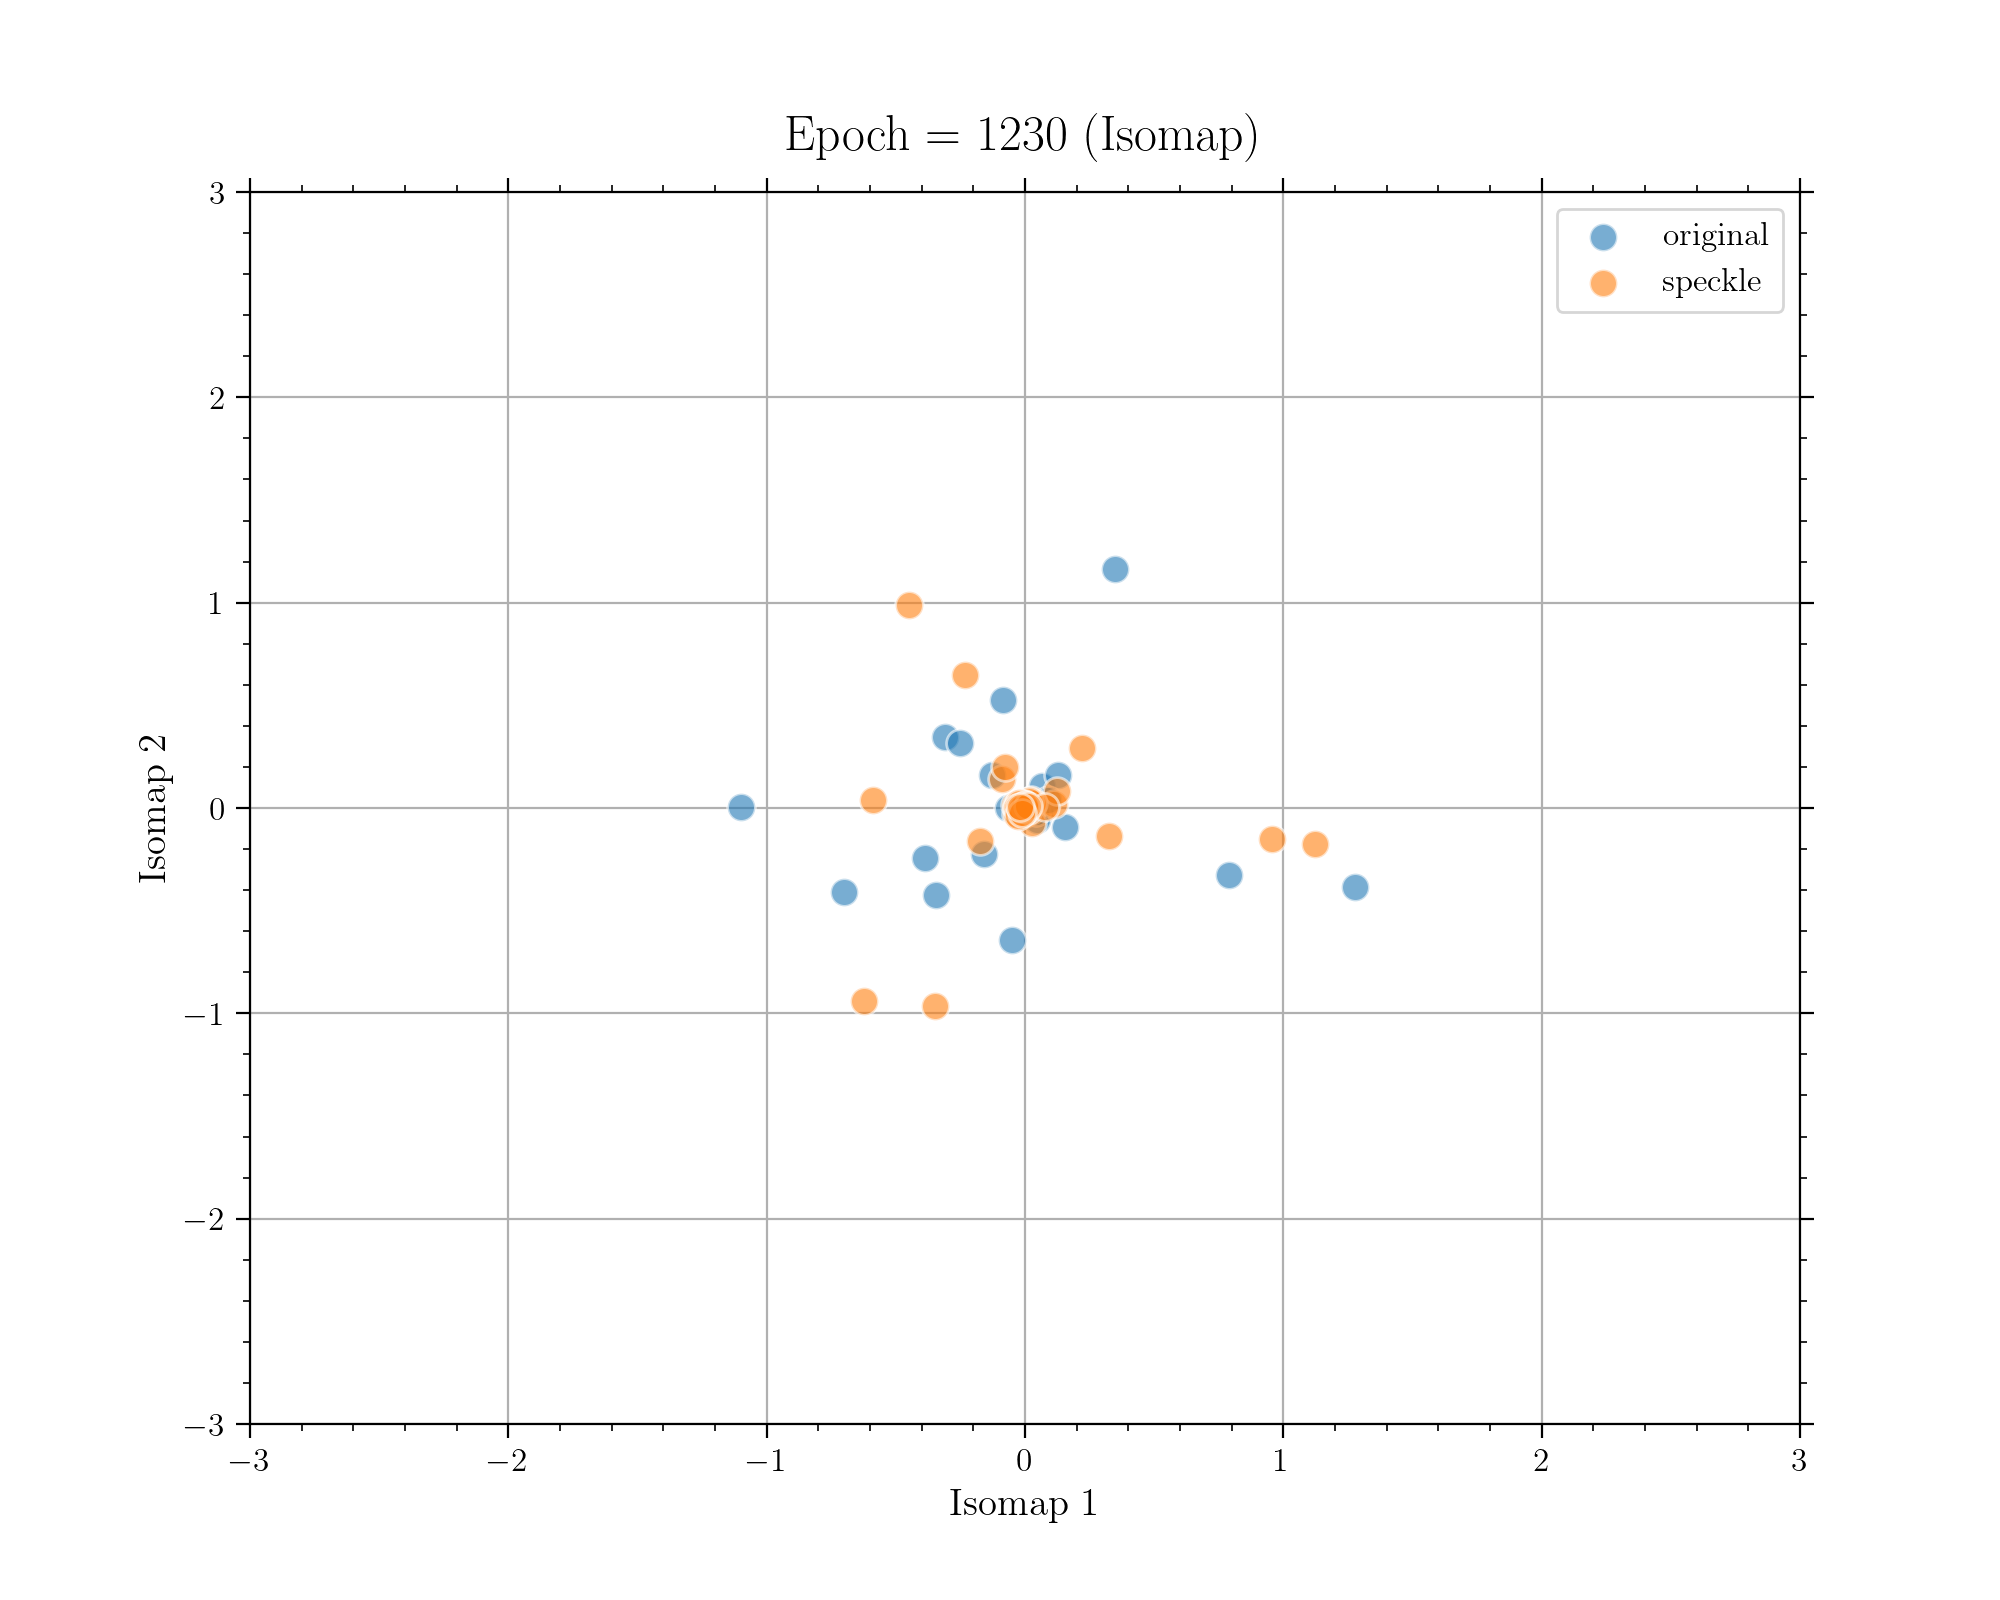 Epoch = 1230 (Isomap)
original
speckle
3
2
1
0
−1
−2
−3
−3
−2
−1
0
1
2
3
Isomap 1
Isomap 2